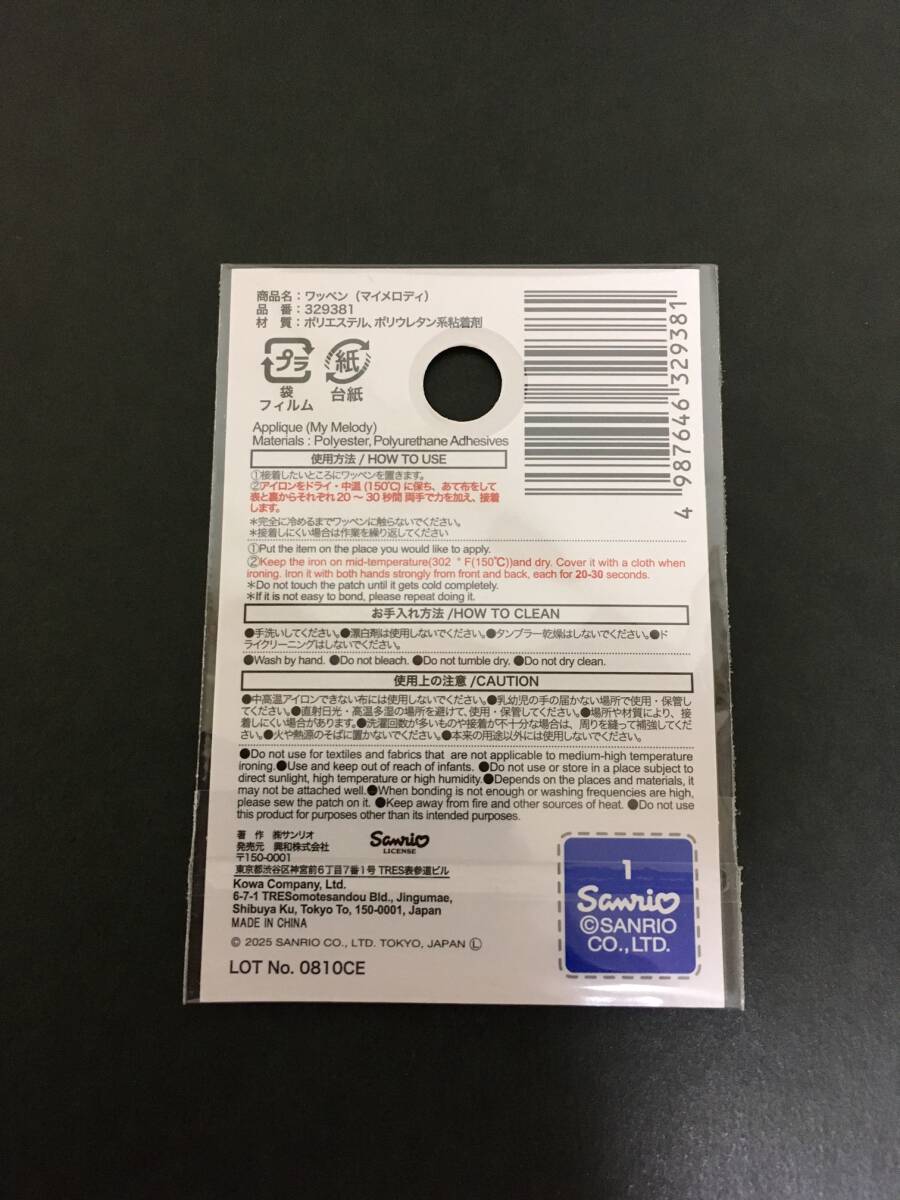 商品名：ワッペン（マイメロディ）
品　番：329381
材　質：ポリエステル、ポリウレタン系粘着剤
プラ
袋
フィルム
紙
台紙
4 987646 329381
Applique (My Melody)
Materials : Polyester, Polyurethane Adhesives
使用方法 / HOW TO USE
①接着したいところにワッペンを置きます。
②アイロンをドライ・中温 (150℃) に保ち、あて布をして
表と裏からそれぞれ 20 〜 30 秒間 両手で力を加え、接着
します。
＊完全に冷めるまでワッペンに触らないでください。
＊接着しにくい場合は作業を繰り返してください
①Put the item on the place you would like to apply.
②Keep the iron on mid-temperature(302 ゜F(150℃))and dry. Cover it with a cloth when
ironing. Iron it with both hands strongly from front and back, each for 20-30 seconds.
＊Do not touch the patch until it gets cold completely.
＊If it is not easy to bond, please repeat doing it.
お手入れ方法 /HOW TO CLEAN
●手洗いしてください。●漂白剤は使用しないでください。●タンブラー乾燥はしないでください。●ド
ライクリーニングはしないでください。
●Wash by hand. ●Do not bleach. ●Do not tumble dry. ●Do not dry clean.
使用上の注意 /CAUTION
●中高温アイロンできない布には使用しないでください。●乳幼児の手の届かない場所で使用・保管し
てください。●直射日光・高温多湿の場所を避けて、使用・保管してください。●場所や材質により、接
着しにくい場合があります。●洗濯回数が多いものや接着が不十分な場合は、周りを縫って補強してくださ
い。●火や熱源のそばに置かないでください。●本来の用途以外には使用しないでください。
●Do not use for textiles and fabrics that are not applicable to medium-high temperature
ironing.●Use and keep out of reach of infants. ●Do not use or store in a place subject to
direct sunlight, high temperature or high humidity.●Depends on the places and materials, it
may not be attached well.●When bonding is not enough or washing frequencies are high,
please sew the patch on it. ●Keep away from fire and other sources of heat. ●Do not use
this product for purposes other than its intended purposes.
著　作　㈱サンリオ
発売元　興和株式会社
〒150-0001
東京都渋谷区神宮前6丁目7番1号 TRES表参道ビル
Sanrio
LICENSE
Kowa Company, Ltd.
6-7-1 TRESomotesandou Bld., Jingumae,
Shibuya Ku, Tokyo To, 150-0001, Japan
MADE IN CHINA
© 2025 SANRIO CO., LTD. TOKYO, JAPAN Ⓛ
LOT No. 0810CE
1
Sanrio
©SANRIO
CO.,LTD.